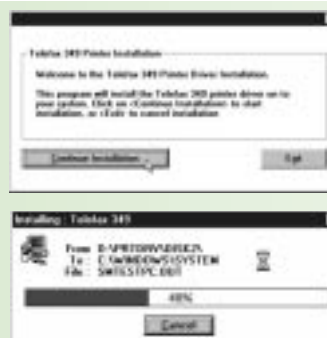 Telefax 349 Printer Installation
Welcome to the Telefax 349 Printer Driver Installation.
This program will install the Telefax 349 printer driver on to
your system. Click on <Continue Installation> to start
installation, or <Exit> to cancel installation
Continue Installation
Exit
Installing : Telefax 349
From
To : C:\WINDOWS\SYSTEM
File :
40%
Cancel